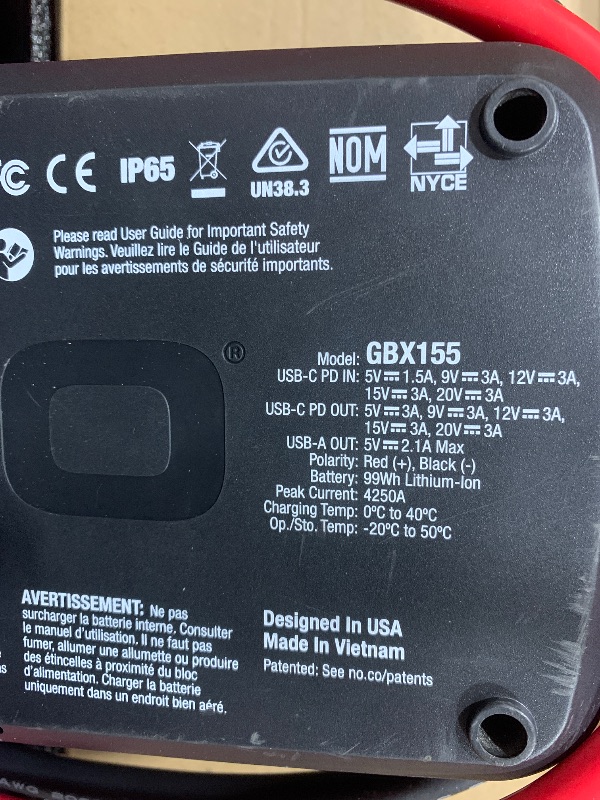 FC CE IP65 UN38.3 NOM NYCE
Please read User Guide for Important Safety
Warnings. Veuillez lire le Guide de l'utilisateur
pour les avertissements de sécurité importants.
®
Model: GBX155
USB-C PD IN: 5V⎓1.5A, 9V⎓3A, 12V⎓3A,
15V⎓3A, 20V⎓3A
USB-C PD OUT: 5V⎓3A, 9V⎓3A, 12V⎓3A,
15V⎓3A, 20V⎓3A
USB-A OUT: 5V⎓2.1A Max
Polarity: Red (+), Black (-)
Battery: 99Wh Lithium-Ion
Peak Current: 4250A
Charging Temp: 0ºC to 40ºC
Op./Sto. Temp: -20ºC to 50ºC
AVERTISSEMENT: Ne pas
surcharger la batterie interne. Consulter
le manuel d'utilisation. Il ne faut pas
fumer, allumer une allumette ou produire
des étincelles à proximité du bloc
d'alimentation. Charger la batterie
uniquement dans un endroit bien aéré.
Designed In USA
Made In Vietnam
Patented: See no.co/patents